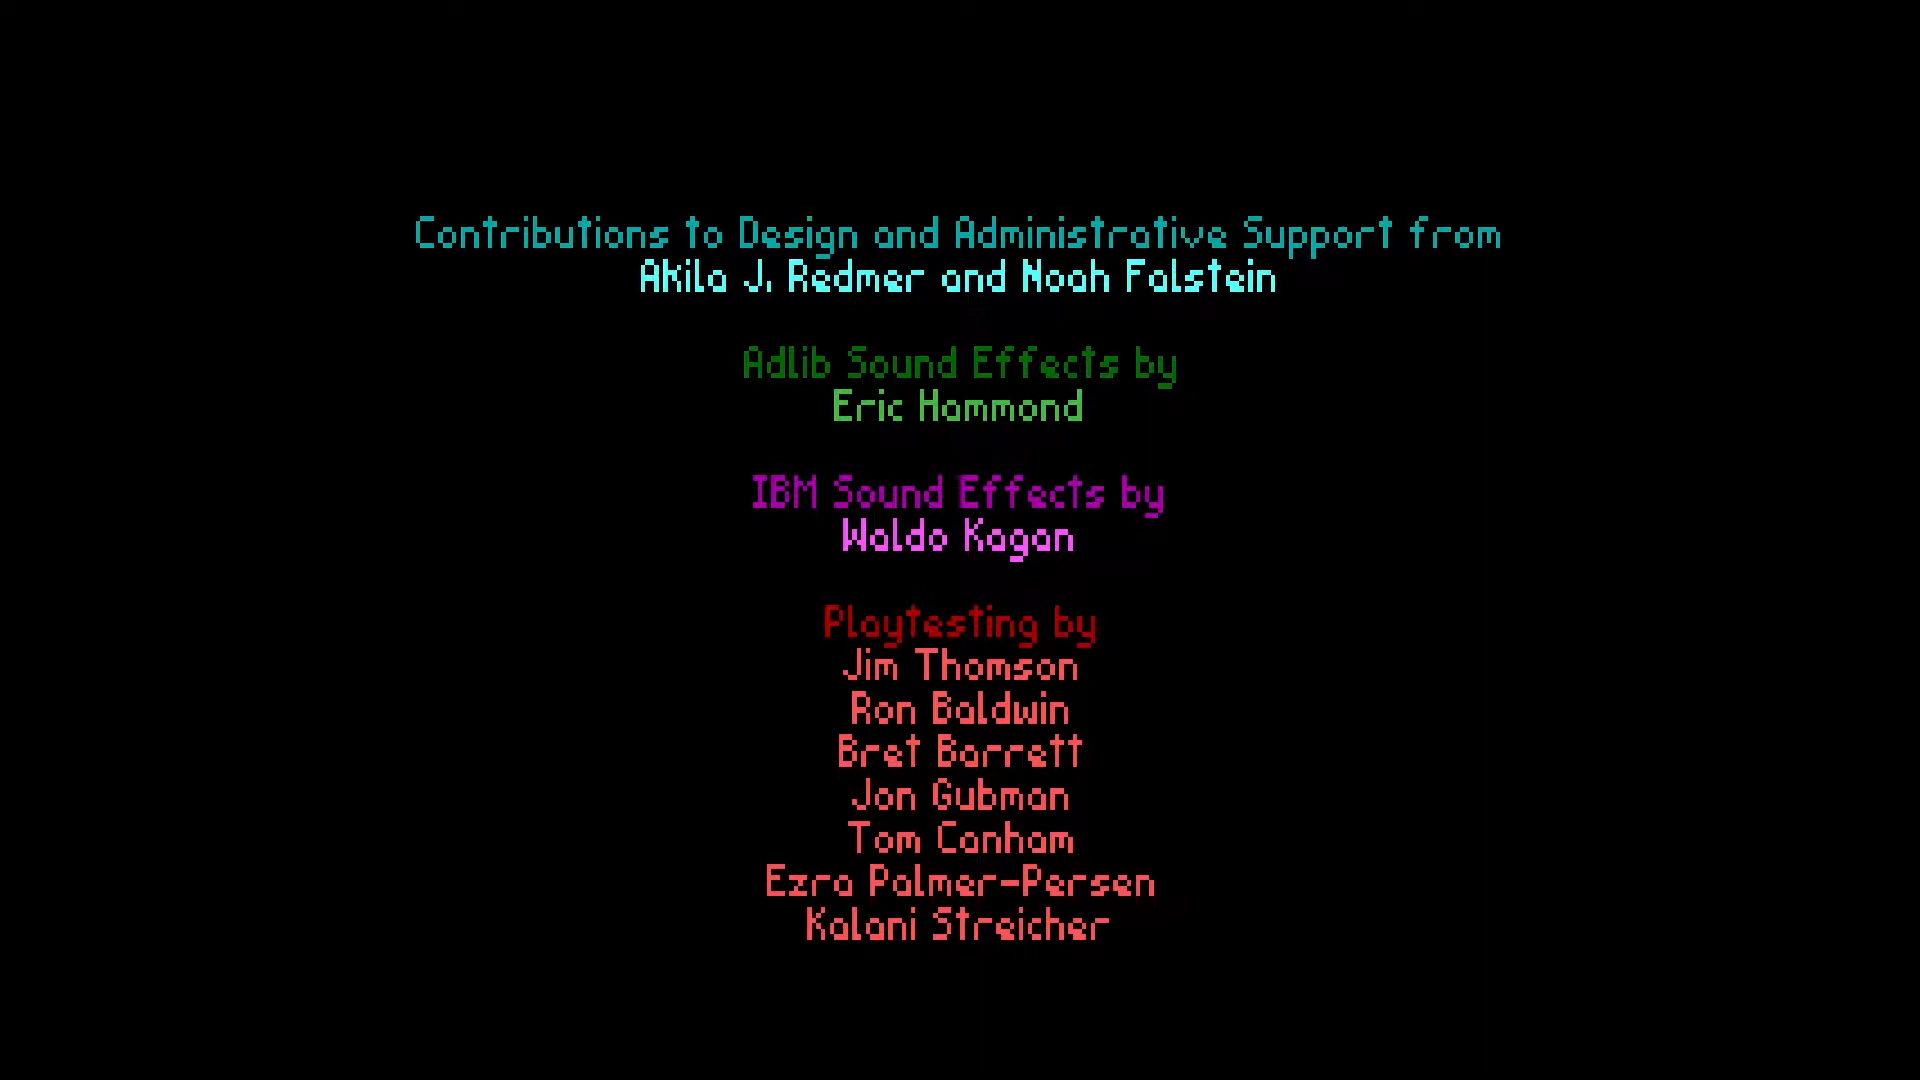 Contributions to Design and Administrative Support from
Akila J. Redmer and Noah Falstein
Adlib Sound Effects by
Eric Hammond
IBM Sound Effects by
Waldo Kagan
Playtesting by
Jim Thomson
Ron Baldwin
Bret Barrett
Jon Gubman
Tom Canham
Ezra Palmer-Persen
Kalani Streicher